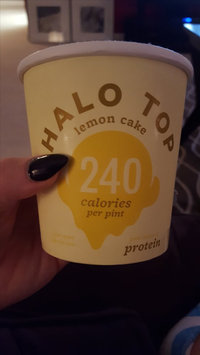 HALO TOP
lemon cake
240
calories
per pint
protein